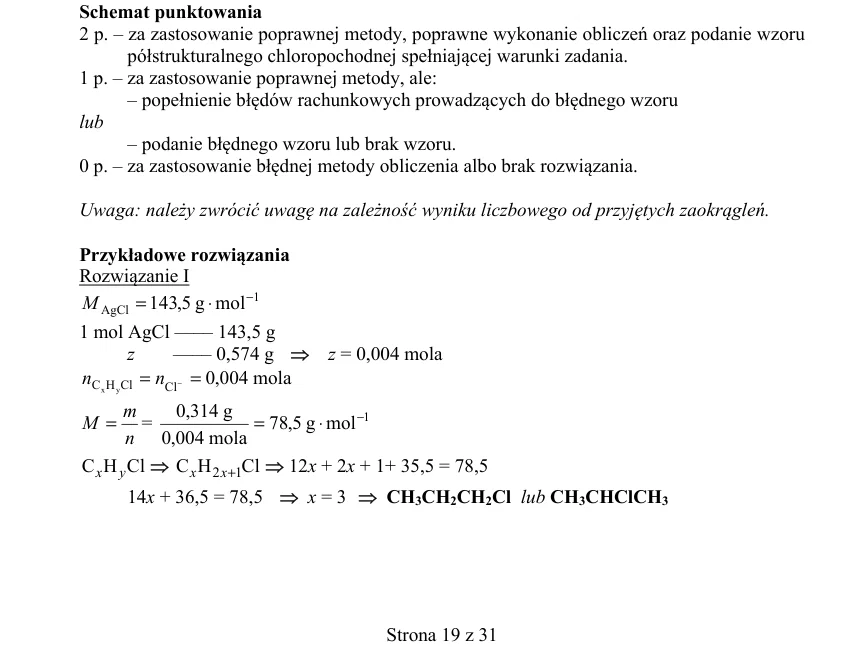 Schemat punktowania
2 p. – za zastosowanie poprawnej metody, poprawne wykonanie obliczeń oraz podanie wzoru
półstrukturalnego chloropochodnej spełniającej warunki zadania.
1 p. – za zastosowanie poprawnej metody, ale:
– popełnienie błędów rachunkowych prowadzących do błędnego wzoru
lub
– podanie błędnego wzoru lub brak wzoru.
0 p. – za zastosowanie błędnej metody obliczenia albo brak rozwiązania.
Uwaga: należy zwrócić uwagę na zależność wyniku liczbowego od przyjętych zaokrągleń.
Przykładowe rozwiązania
Rozwiązanie I
M_AgCl = 143,5 g · mol⁻¹
1 mol AgCl —— 143,5 g
z —— 0,574 g ⇒ z = 0,004 mola
n_CₓHᵧCl = n_Cl⁻ = 0,004 mola
M = m/n = 0,314 g / 0,004 mola = 78,5 g · mol⁻¹
CₓHᵧCl ⇒ CₓH₂ₓ₊₁Cl ⇒ 12x + 2x + 1+ 35,5 = 78,5
14x + 36,5 = 78,5 ⇒ x = 3 ⇒ CH₃CH₂CH₂Cl lub CH₃CHClCH₃
Strona 19 z 31